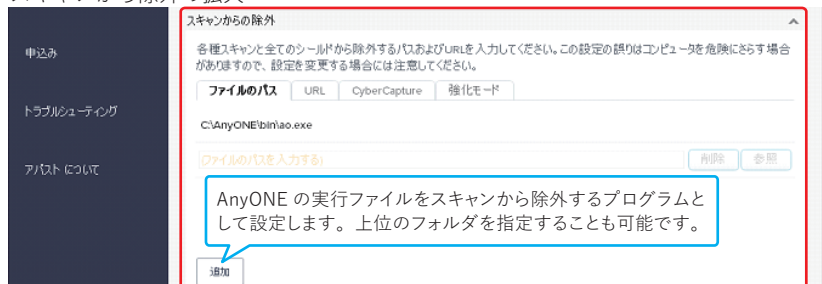 スキャンからの除外
申込み
トラブルシューティング
アバスト について
各種スキャンと全てのシールドから除外するパスおよびURLを入力してください。この設定の誤りはコンピュータを危険にさらす場合
がありますので、設定を変更する場合には注意してください。
ファイルのパス URL CyberCapture 強化モード
C:\AnyONE\bin\ao.exe
(ファイルのパスを入力する) 削除 参照
AnyONE の実行ファイルをスキャンから除外するプログラムと
して設定します。上位のフォルダを指定することも可能です。
追加